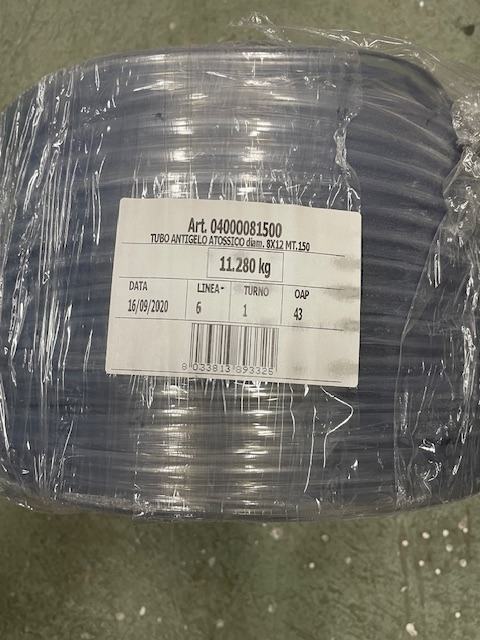 Art. 04000081500
TUBO ANTIGELO ATOSSICO diam. 8X12 MT.150
11.280 kg
DATA LINEA TURNO OAP
16/09/2020 6 1 43
8 033813 893325